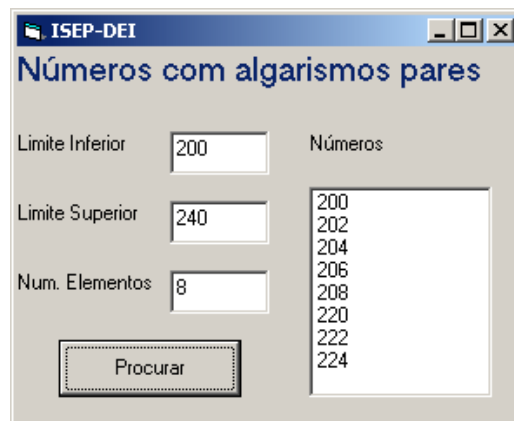 ISEP-DEI
Números com algarismos pares
Limite Inferior
200
Números
Limite Superior
240
Num. Elementos
8
200
202
204
206
208
220
222
224
Procurar